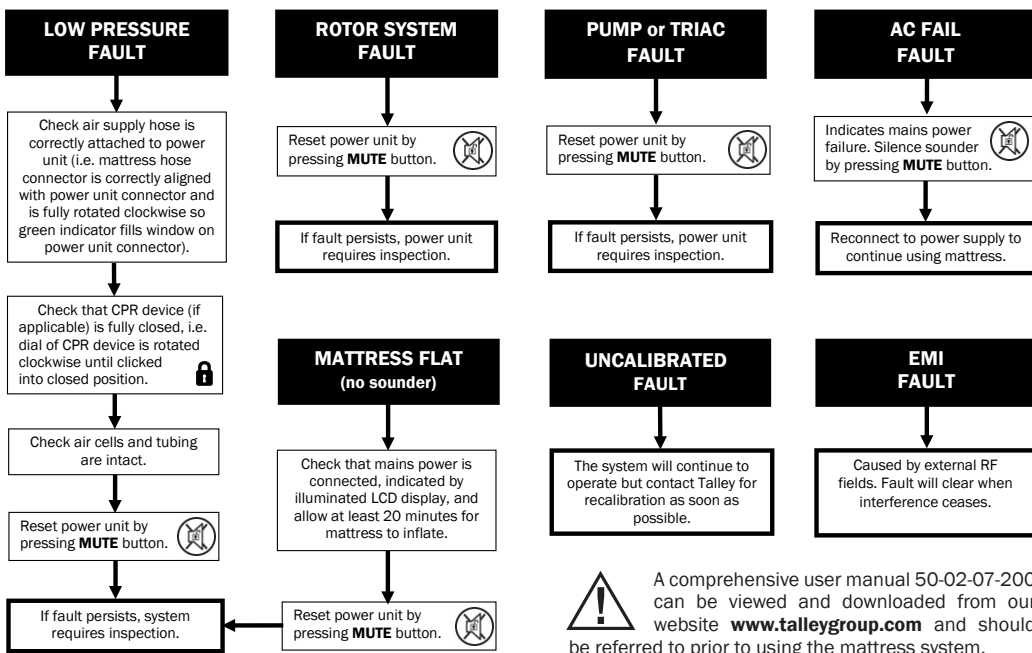 LOW PRESSURE
FAULT
Check air supply hose is
correctly attached to power
unit (i.e. mattress hose
connector is correctly aligned
with power unit connector and
is fully rotated clockwise so
green indicator fills window on
power unit connector).
Check that CPR device (if
applicable) is fully closed, i.e.
dial of CPR device is rotated
clockwise until clicked
into closed position.
Check air cells and tubing
are intact.
Reset power unit by
pressing MUTE button.
If fault persists, system
requires inspection.
ROTOR SYSTEM
FAULT
Reset power unit by
pressing MUTE button.
If fault persists, power unit
requires inspection.
MATTRESS FLAT
(no sounder)
Check that mains power is
connected, indicated by
illuminated LCD display, and
allow at least 20 minutes for
mattress to inflate.
Reset power unit by
pressing MUTE button.
PUMP or TRIAC
FAULT
Reset power unit by
pressing MUTE button.
If fault persists, power unit
requires inspection.
AC FAIL
FAULT
Indicates mains power
failure. Silence sounder
by pressing MUTE button.
Reconnect to power supply to
continue using mattress.
UNCALIBRATED
FAULT
The system will continue to
operate but contact Talley for
recalibration as soon as
possible.
EMI
FAULT
Caused by external RF
fields. Fault will clear when
interference ceases.
A comprehensive user manual 50-02-07-200
can be viewed and downloaded from our
website www.talleygroup.com and should
be referred to prior to using the mattress system.